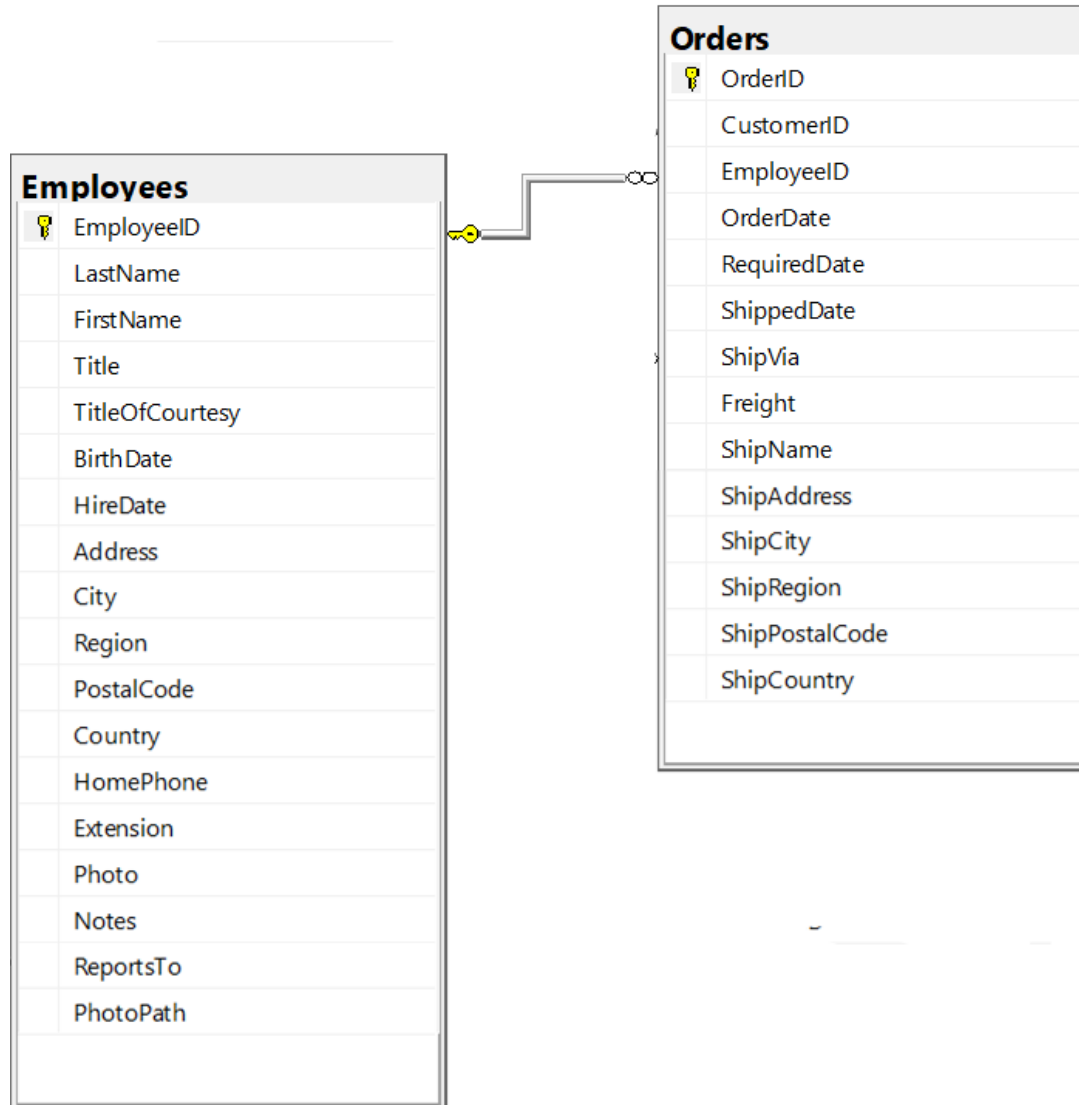 Employees
EmployeeID
LastName
FirstName
Title
TitleOfCourtesy
BirthDate
HireDate
Address
City
Region
PostalCode
Country
HomePhone
Extension
Photo
Notes
ReportsTo
PhotoPath
Orders
OrderID
CustomerID
EmployeeID
OrderDate
RequiredDate
ShippedDate
ShipVia
Freight
ShipName
ShipAddress
ShipCity
ShipRegion
ShipPostalCode
ShipCountry